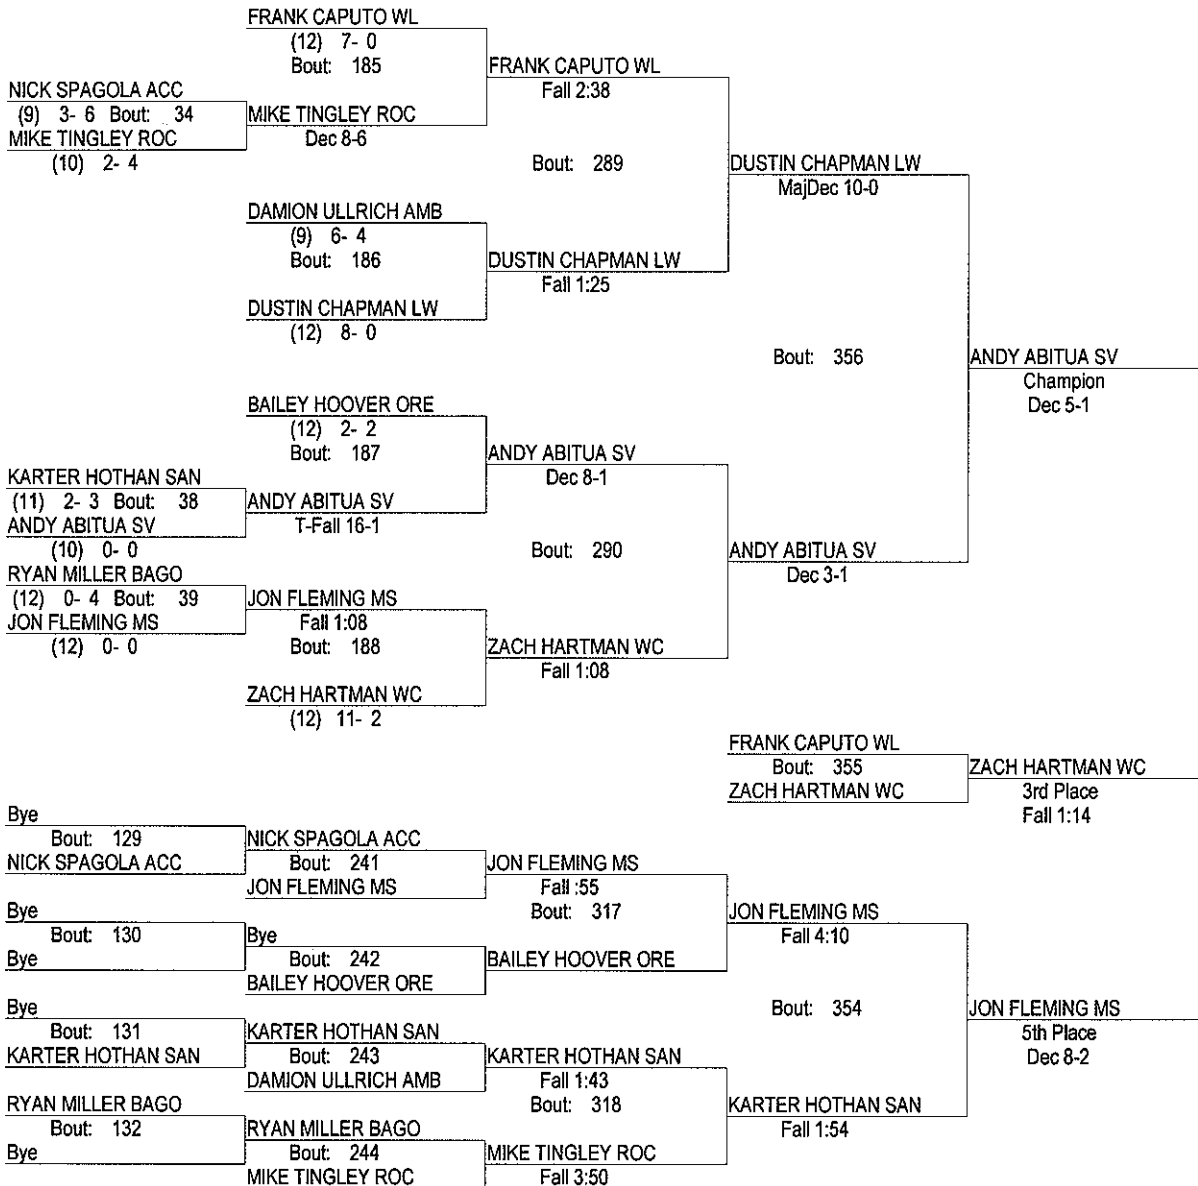 FRANK CAPUTO WL
(12) 7- 0
Bout: 185
FRANK CAPUTO WL
Fall 2:38
NICK SPAGOLA ACC
(9) 3- 6 Bout: 34
MIKE TINGLEY ROC
(10) 2- 4
MIKE TINGLEY ROC
Dec 8-6
Bout: 289
DUSTIN CHAPMAN LW
MajDec 10-0
DAMION ULLRICH AMB
(9) 6- 4
Bout: 186
DUSTIN CHAPMAN LW
Fall 1:25
DUSTIN CHAPMAN LW
(12) 8- 0
Bout: 356
ANDY ABITUA SV
Champion
Dec 5-1
BAILEY HOOVER ORE
(12) 2- 2
Bout: 187
ANDY ABITUA SV
Dec 8-1
KARTER HOTHAN SAN
(11) 2- 3 Bout: 38
ANDY ABITUA SV
(10) 0- 0
ANDY ABITUA SV
T-Fall 16-1
Bout: 290
ANDY ABITUA SV
Dec 3-1
RYAN MILLER BAGO
(12) 0- 4 Bout: 39
JON FLEMING MS
(12) 0- 0
JON FLEMING MS
Fall 1:08
Bout: 188
ZACH HARTMAN WC
Fall 1:08
ZACH HARTMAN WC
(12) 11- 2
FRANK CAPUTO WL
Bout: 355
ZACH HARTMAN WC
ZACH HARTMAN WC
3rd Place
Fall 1:14
Bye
Bout: 129
NICK SPAGOLA ACC
NICK SPAGOLA ACC
Bout: 241
JON FLEMING MS
JON FLEMING MS
Fall :55
Bout: 317
JON FLEMING MS
Fall 4:10
Bye
Bout: 130
Bye
Bye
Bout: 242
BAILEY HOOVER ORE
BAILEY HOOVER ORE
Bout: 354
JON FLEMING MS
5th Place
Dec 8-2
Bye
Bout: 131
KARTER HOTHAN SAN
KARTER HOTHAN SAN
Bout: 243
DAMION ULLRICH AMB
KARTER HOTHAN SAN
Fall 1:43
Bout: 318
KARTER HOTHAN SAN
Fall 1:54
RYAN MILLER BAGO
Bout: 132
Bye
RYAN MILLER BAGO
Bout: 244
MIKE TINGLEY ROC
MIKE TINGLEY ROC
Fall 3:50